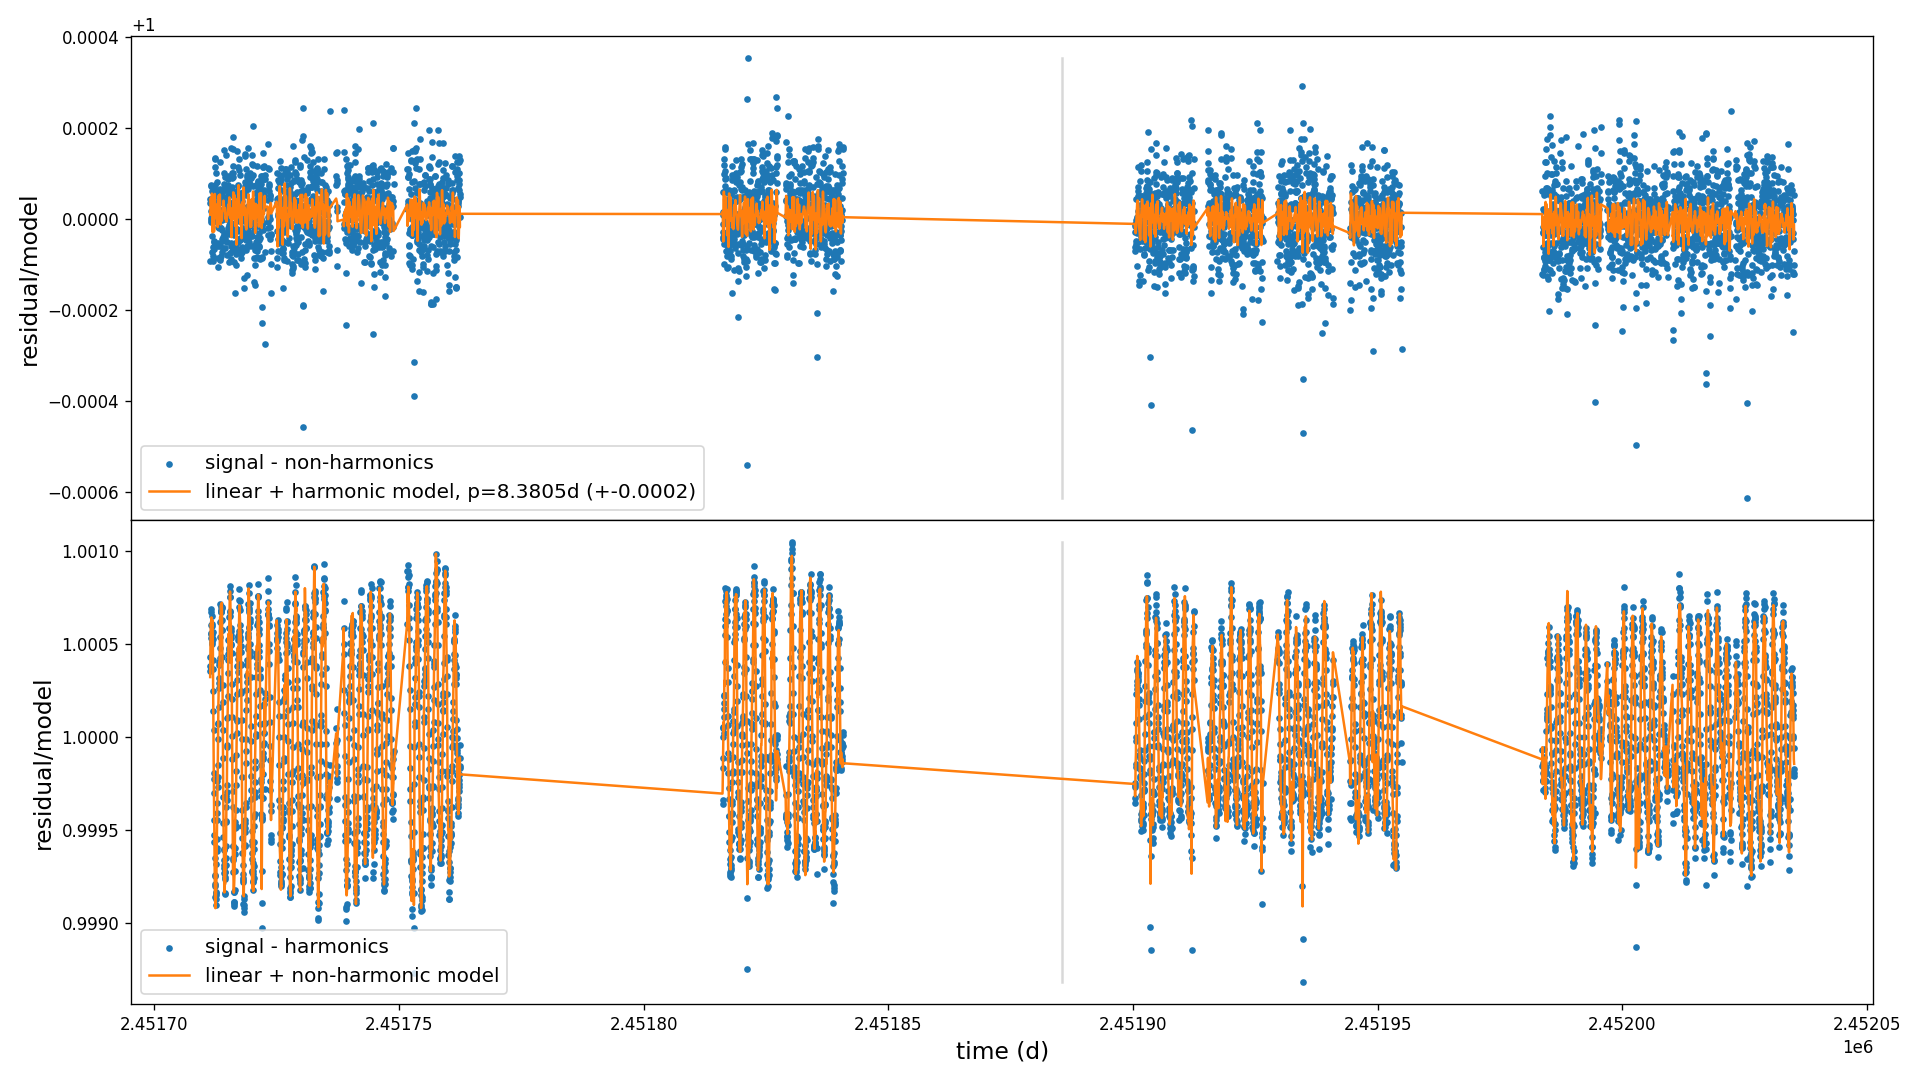 +1
0.0004
0.0002
0.0000
−0.0002
−0.0004
−0.0006
residual/model
signal - non-harmonics
linear + harmonic model, p=8.3805d (+-0.0002)
1.0010
1.0005
1.0000
0.9995
0.9990
residual/model
signal - harmonics
linear + non-harmonic model
2.45170 2.45175 2.45180 2.45185 2.45190 2.45195 2.45200 2.45205
time (d)
1e6